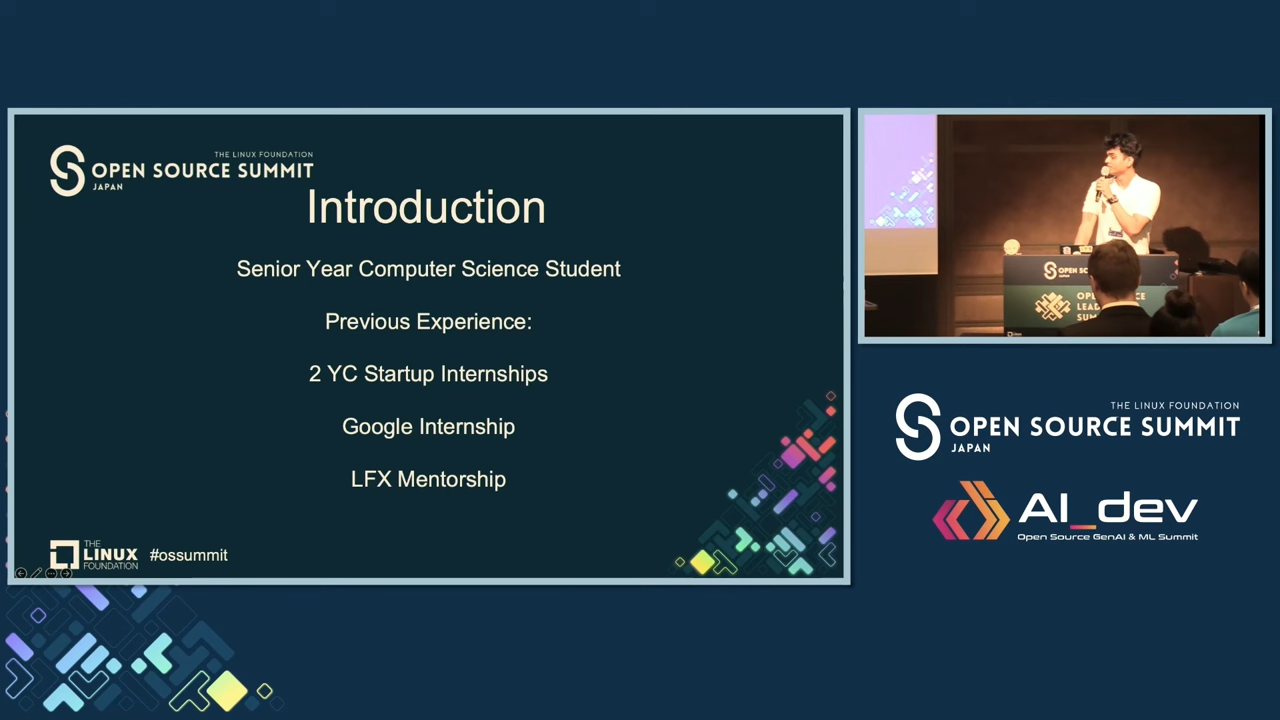 THE LINUX FOUNDATION
OPEN SOURCE SUMMIT
JAPAN
Introduction
Senior Year Computer Science Student
Previous Experience:
2 YC Startup Internships
Google Internship
LFX Mentorship
THE
LINUX
FOUNDATION
#ossummit
OPEN
THE LINUX FOUNDATION
OPEN SOURCE SUMMIT
JAPAN
AI_dev
Open Source GenAI & ML Summit